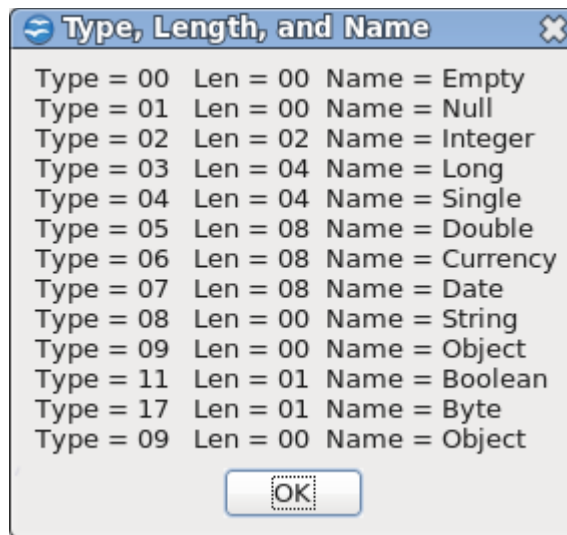 Type, Length, and Name
Type = 00 Len = 00 Name = Empty
Type = 01 Len = 00 Name = Null
Type = 02 Len = 02 Name = Integer
Type = 03 Len = 04 Name = Long
Type = 04 Len = 04 Name = Single
Type = 05 Len = 08 Name = Double
Type = 06 Len = 08 Name = Currency
Type = 07 Len = 08 Name = Date
Type = 08 Len = 00 Name = String
Type = 09 Len = 00 Name = Object
Type = 11 Len = 01 Name = Boolean
Type = 17 Len = 01 Name = Byte
Type = 09 Len = 00 Name = Object
OK